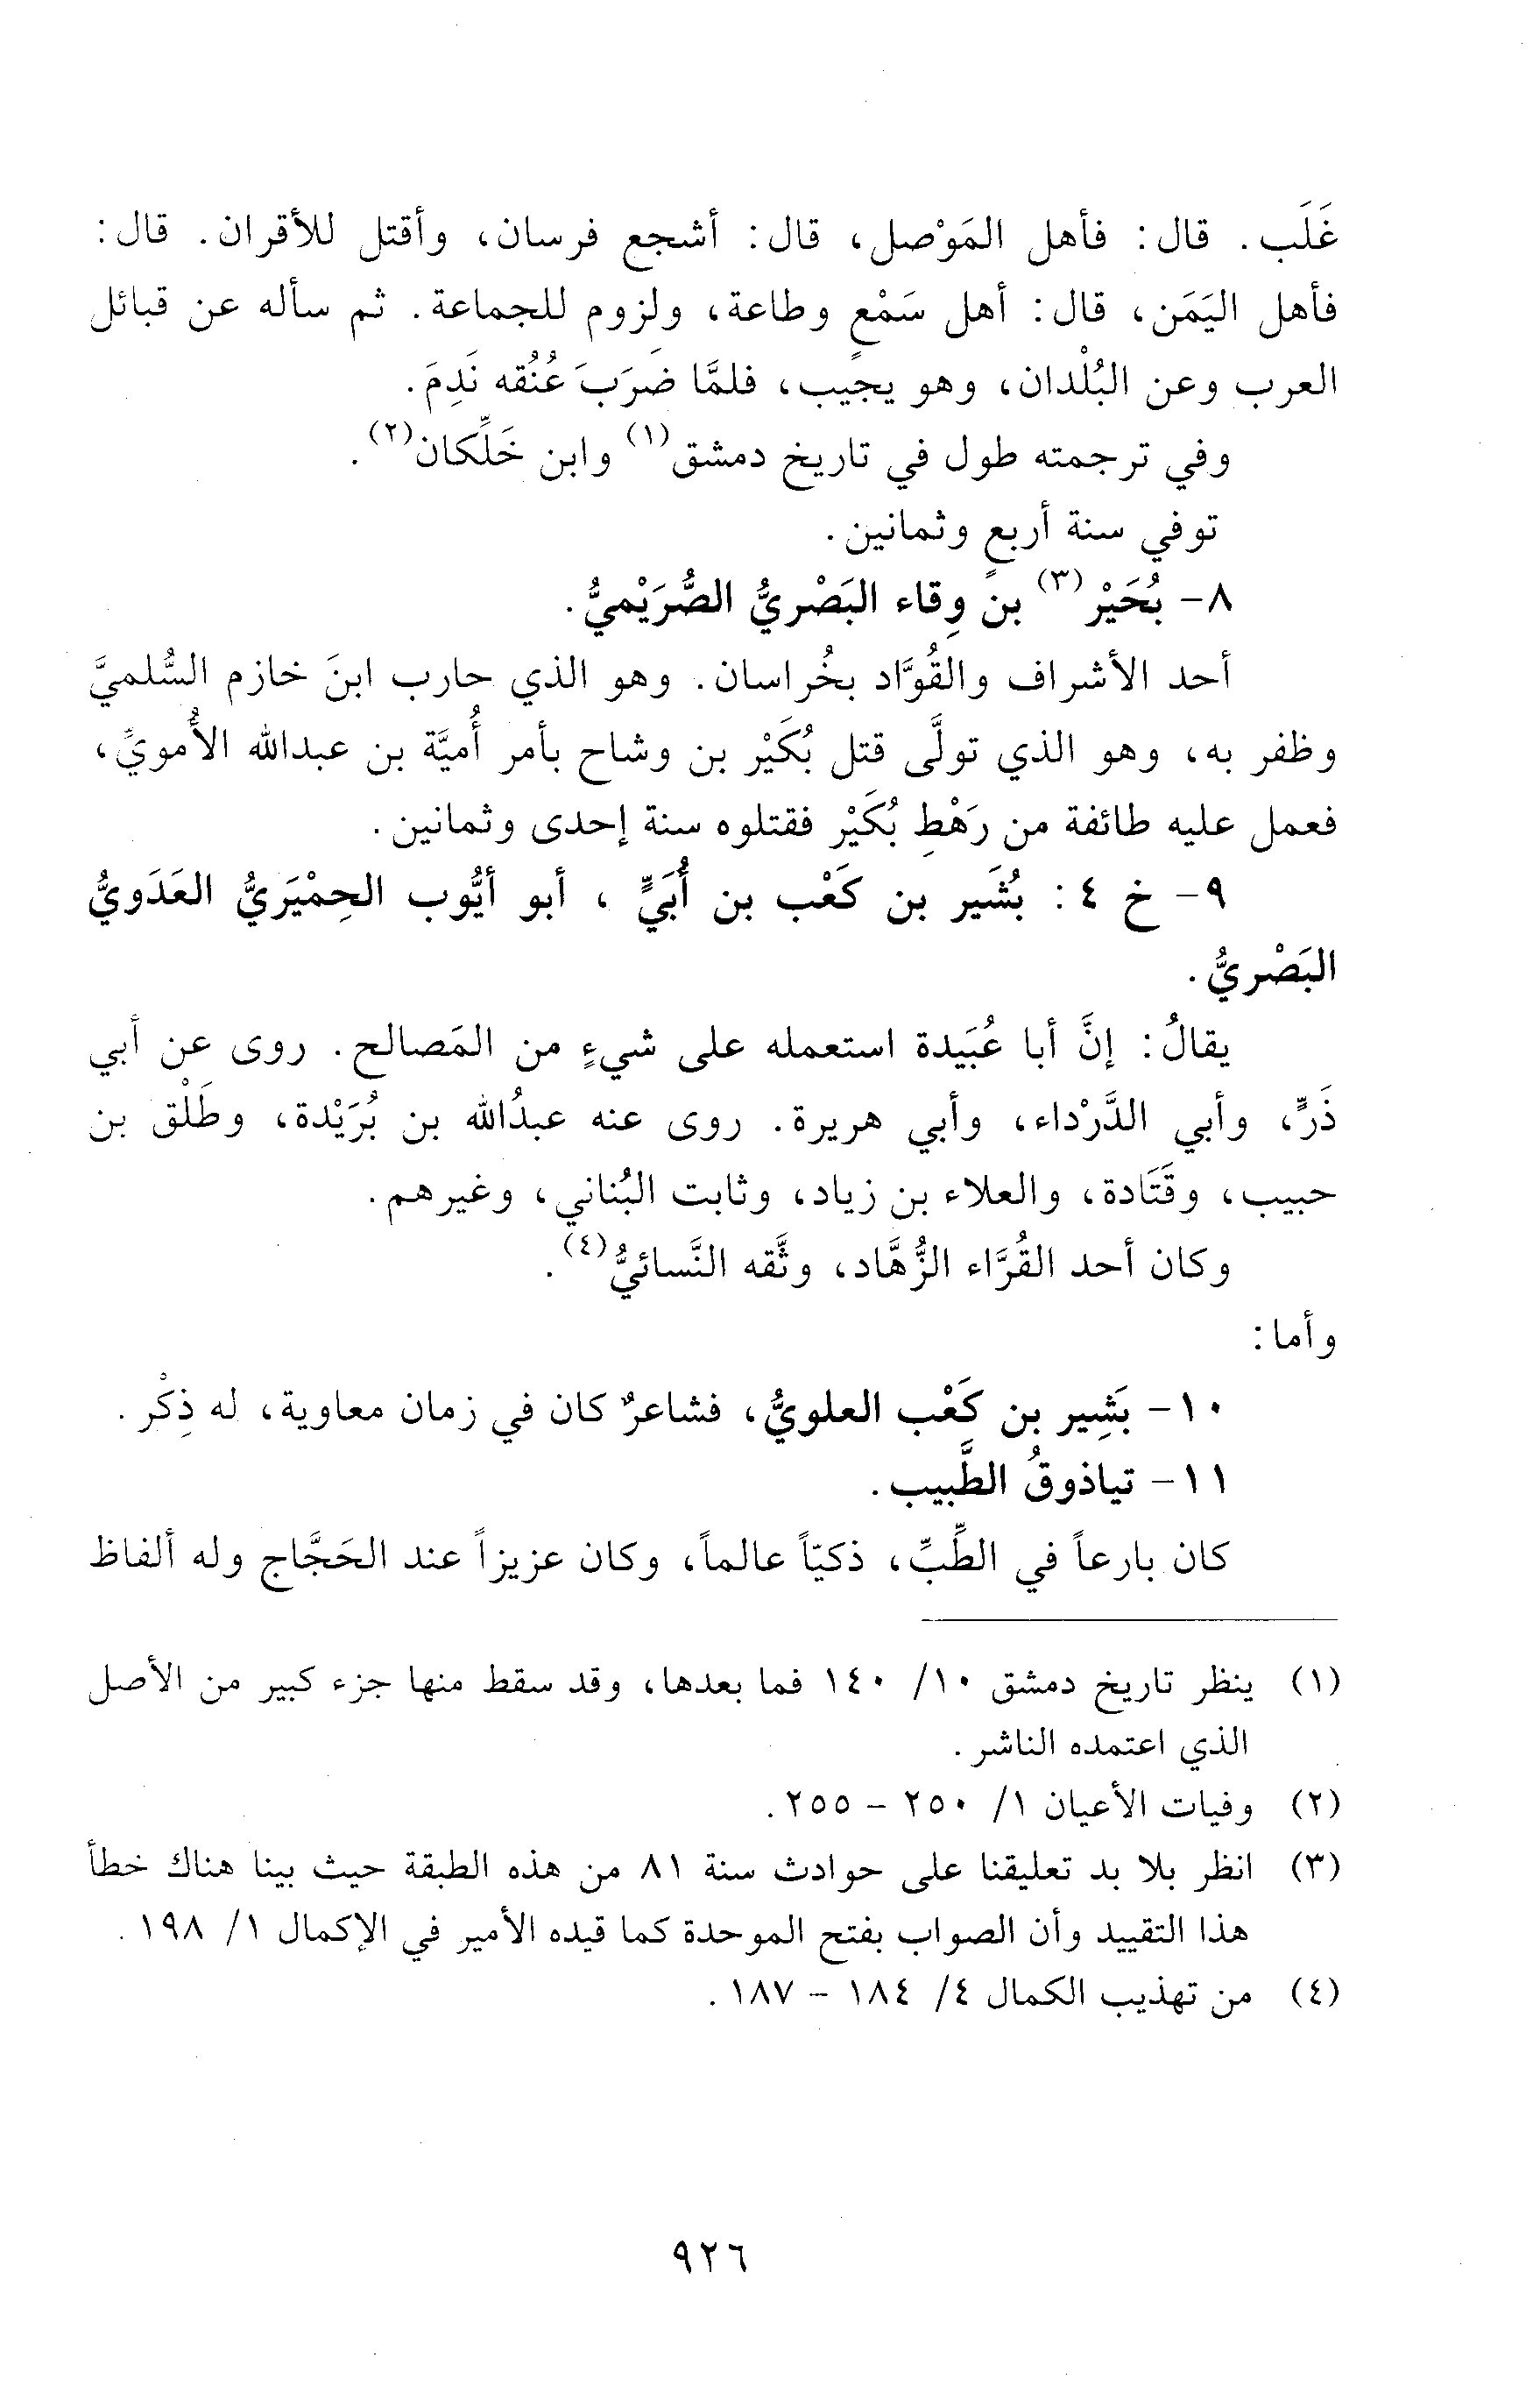 غَلَب. قال: فأهل المَوْصل، قال: أشجع فرسان، وأقتل للأقران. قال:
فأهل اليَمَن، قال: أهل سَمْعٍ وطاعة، ولزوم للجماعة. ثم سأله عن قبائل
العرب وعن البُلْدان، وهو يجيب، فلمَّا ضَرَبَ عُنُقه نَدِمَ.
وفي ترجمته طول في تاريخ دمشق(١) وابن خَلِّكان(٢).
توفي سنة أربعٍ وثمانين.
٨- بُحَيْر(٣) بن وِقاء البَصْريُّ الصُّرَيْميُّ.
أحد الأشراف والقُوَّاد بخُراسان. وهو الذي حارب ابنَ خازم السُّلميَّ
وظفر به، وهو الذي تولَّى قتل بُكَيْر بن وشاح بأمر أُميَّة بن عبدالله الأُمويِّ،
فعمل عليه طائفة من رَهْطِ بُكَيْر فقتلوه سنة إحدى وثمانين.
٩- خ ٤: بُشَير بن كَعْب بن أُبَيٍّ، أبو أيُّوب الحِمْيَريُّ العَدَويُّ
البَصْريُّ.
يقالُ: إنَّ أبا عُبَيدة استعمله على شيءٍ من المَصالح. روى عن أبي
ذَرٍّ، وأبي الدَّرْداء، وأبي هريرة. روى عنه عبدُالله بن بُرَيْدة، وطَلْق بن
حبيب، وقَتَادة، والعلاء بن زياد، وثابت البُناني، وغيرهم.
وكان أحد القُرَّاء الزُّهَّاد، وثَّقه النَّسائيُّ(٤).
وأما:
١٠- بَشِير بن كَعْب العلويُّ، فشاعرٌ كان في زمان معاوية، له ذِكْر.
١١- تياذوقُ الطَّبيب.
كان بارعاً في الطِّبِّ، ذكيّاً عالماً، وكان عزيزاً عند الحَجَّاج وله ألفاظ
(١) ينظر تاريخ دمشق ١٠/ ١٤٠ فما بعدها، وقد سقط منها جزء كبير من الأصل
الذي اعتمده الناشر.
(٢) وفيات الأعيان ١/ ٢٥٠ - ٢٥٥.
(٣) انظر بلا بد تعليقنا على حوادث سنة ٨١ من هذه الطبقة حيث بينا هناك خطأ
هذا التقييد وأن الصواب بفتح الموحدة كما قيده الأمير في الإكمال ١/ ١٩٨.
(٤) من تهذيب الكمال ٤/ ١٨٤ - ١٨٧.
٩٢٦